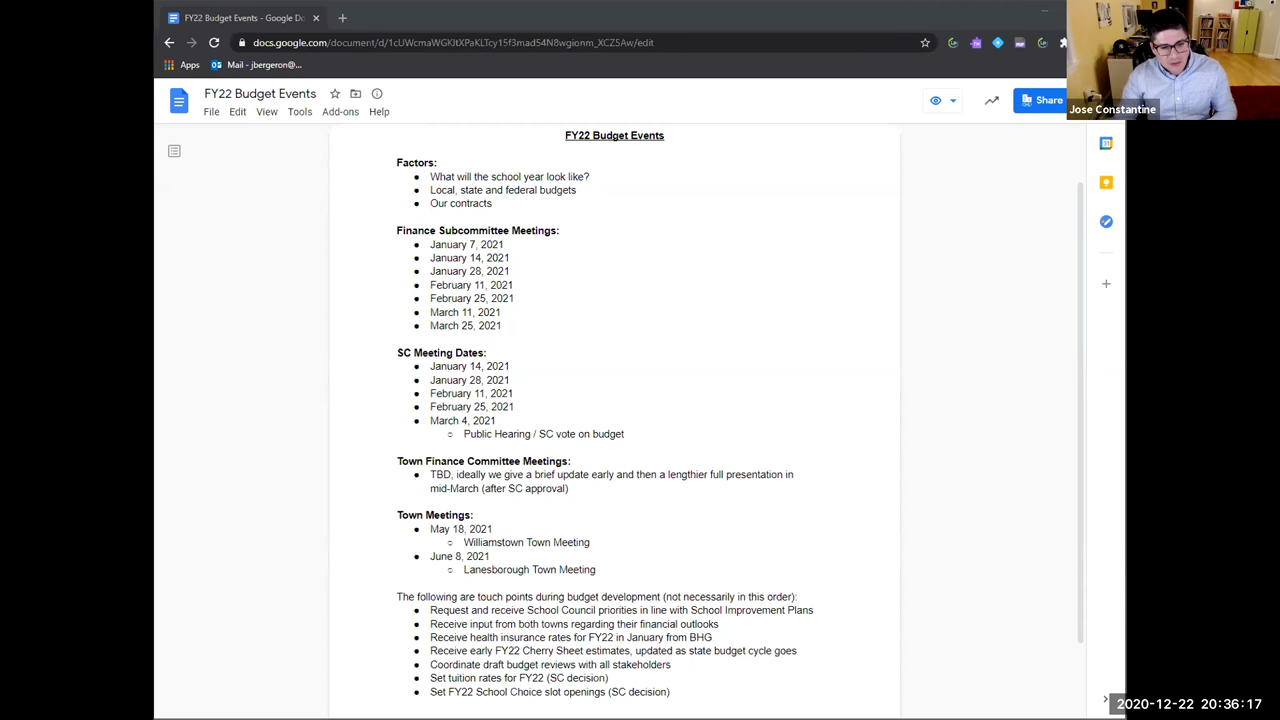 FY22 Budget Events - Google Do
docs.google.com/document/d/1cUWcmaWGKltXPaKLTcy15f3mad54N8wgionm_XCZ5Aw/edit
Apps
Mail - jbergeron@...
FY22 Budget Events
File Edit View Tools Add-ons Help
Share
Jose Constantine
FY22 Budget Events
Factors:
● What will the school year look like?
● Local, state and federal budgets
● Our contracts
Finance Subcommittee Meetings:
● January 7, 2021
● January 14, 2021
● January 28, 2021
● February 11, 2021
● February 25, 2021
● March 11, 2021
● March 25, 2021
SC Meeting Dates:
● January 14, 2021
● January 28, 2021
● February 11, 2021
● February 25, 2021
● March 4, 2021
○ Public Hearing / SC vote on budget
Town Finance Committee Meetings:
● TBD, ideally we give a brief update early and then a lengthier full presentation in
mid-March (after SC approval)
Town Meetings:
● May 18, 2021
○ Williamstown Town Meeting
● June 8, 2021
○ Lanesborough Town Meeting
The following are touch points during budget development (not necessarily in this order):
● Request and receive School Council priorities in line with School Improvement Plans
● Receive input from both towns regarding their financial outlooks
● Receive health insurance rates for FY22 in January from BHG
● Receive early FY22 Cherry Sheet estimates, updated as state budget cycle goes
● Coordinate draft budget reviews with all stakeholders
● Set tuition rates for FY22 (SC decision)
● Set FY22 School Choice slot openings (SC decision)
2020-12-22 20:36:17